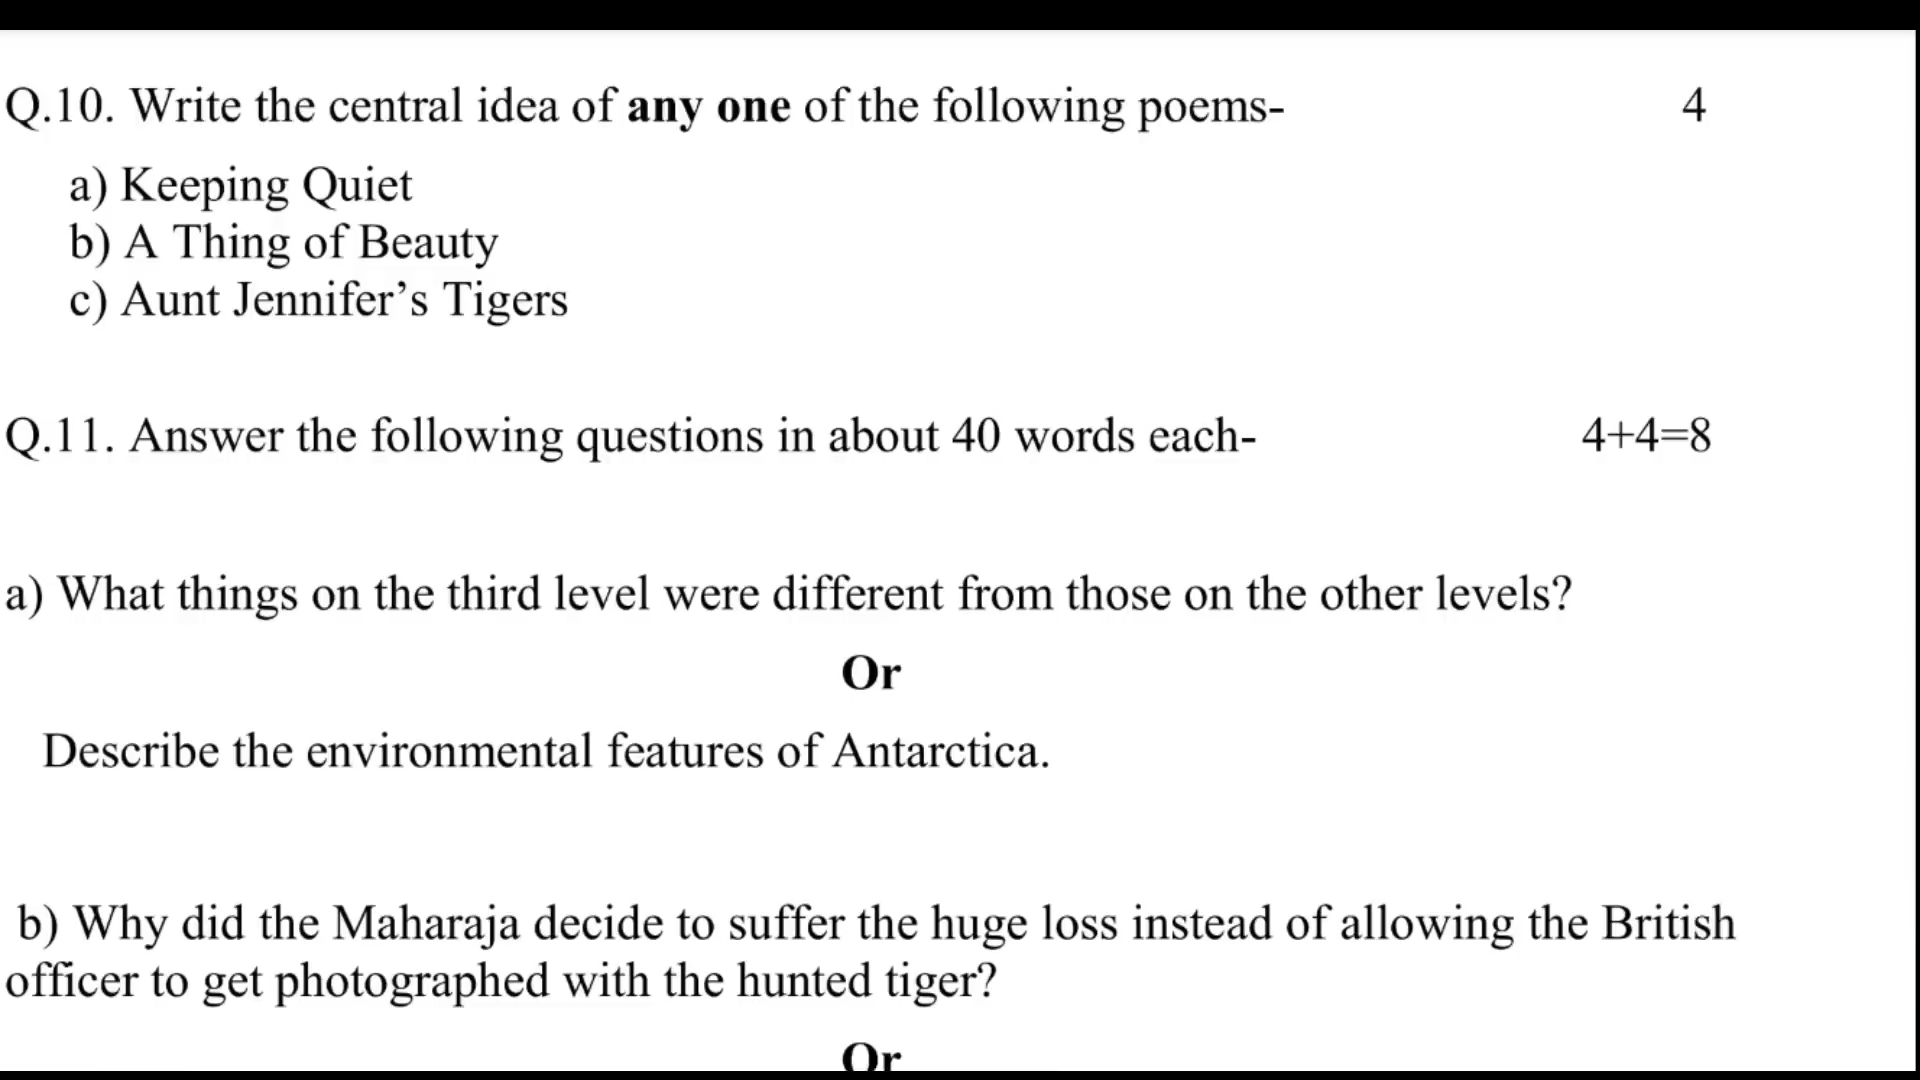 Q.10. Write the central idea of any one of the following poems- 4
a) Keeping Quiet
b) A Thing of Beauty
c) Aunt Jennifer’s Tigers
Q.11. Answer the following questions in about 40 words each- 4+4=8
a) What things on the third level were different from those on the other levels?
Or
Describe the environmental features of Antarctica.
b) Why did the Maharaja decide to suffer the huge loss instead of allowing the British
officer to get photographed with the hunted tiger?
Or